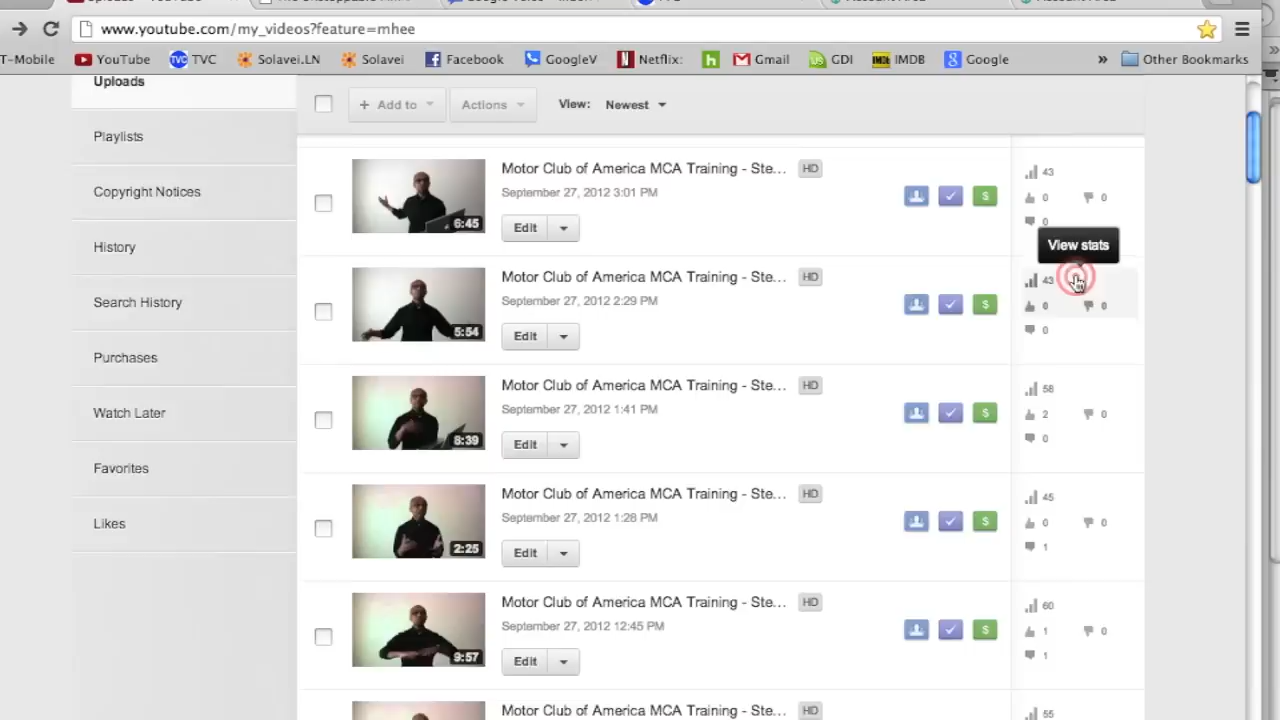 Uploads - YouTube
www.youtube.com/my_videos?feature=mhee
T-Mobile YouTube TVC TVC Solavei.LN Solavei f Facebook GoogleV N Netflix: h Gmail GDI IMDB IMDB 8 Google » Other Bookmarks
Uploads
+ Add to Actions View: Newest
Playlists
Copyright Notices
History
Search History
Purchases
Watch Later
Favorites
Likes
Motor Club of America MCA Training - Ste... HD
September 27, 2012 3:01 PM
6:45
Edit
$
43
0 0
0
View stats
Motor Club of America MCA Training - Ste... HD
September 27, 2012 2:29 PM
5:54
Edit
$
43
0 0
0
Motor Club of America MCA Training - Ste... HD
September 27, 2012 1:41 PM
8:39
Edit
$
58
2 0
0
Motor Club of America MCA Training - Ste... HD
September 27, 2012 1:28 PM
2:25
Edit
$
45
0 0
1
Motor Club of America MCA Training - Ste... HD
September 27, 2012 12:45 PM
9:57
Edit
$
60
1 0
1
Motor Club of America MCA Training - Ste... HD
55